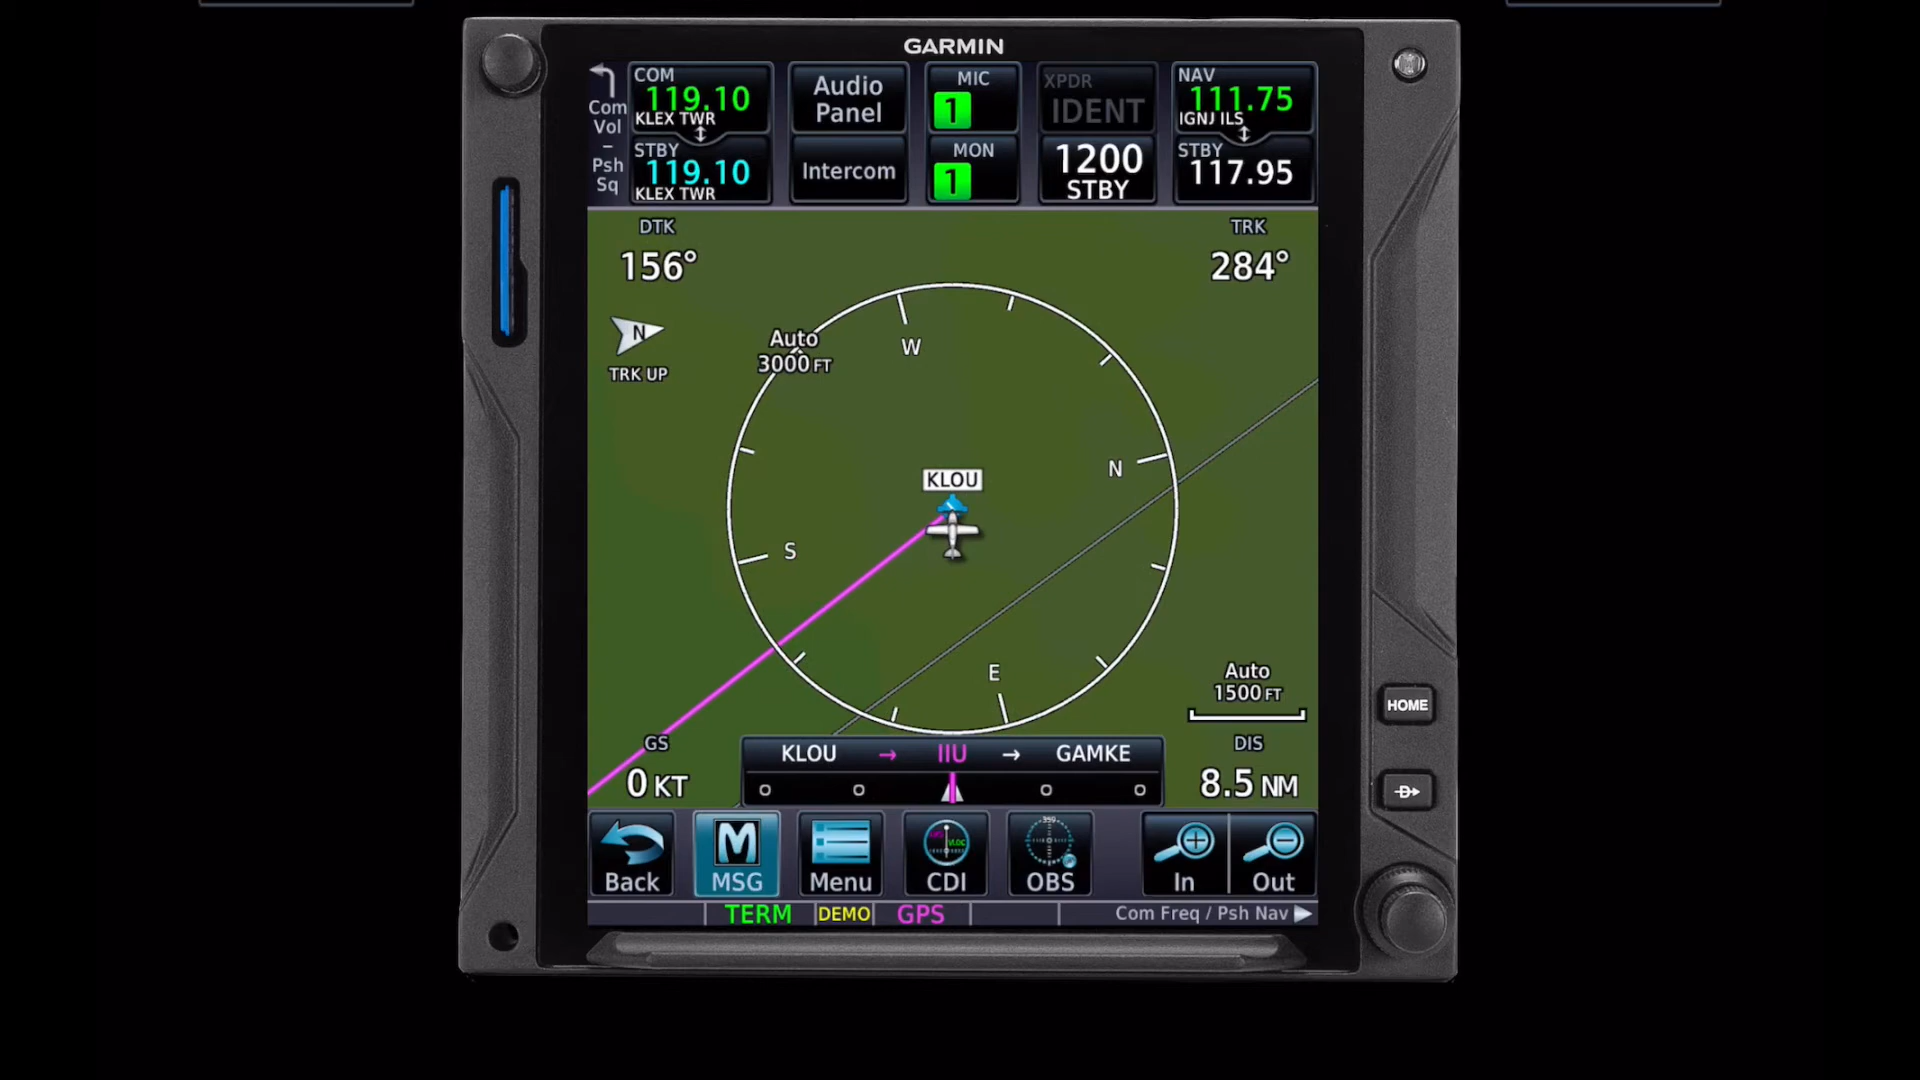 GARMIN
Com
Vol
–
Psh
Sq
COM
119.10
KLEX TWR
STBY
119.10
KLEX TWR
Audio
Panel
Intercom
MIC
1
MON
1
XPDR
IDENT
1200
STBY
NAV
111.75
IGNJ ILS
STBY
117.95
DTK
156°
TRK
284°
N
TRK UP
Auto
3000 FT
W
N
KLOU
S
E
Auto
1500 FT
GS
0 KT
KLOU → IIU → GAMKE
DIS
8.5 NM
HOME
D
Back
M
MSG
Menu
VLOC
CDI
OBS
In
Out
TERM DEMO GPS Com Freq / Psh Nav